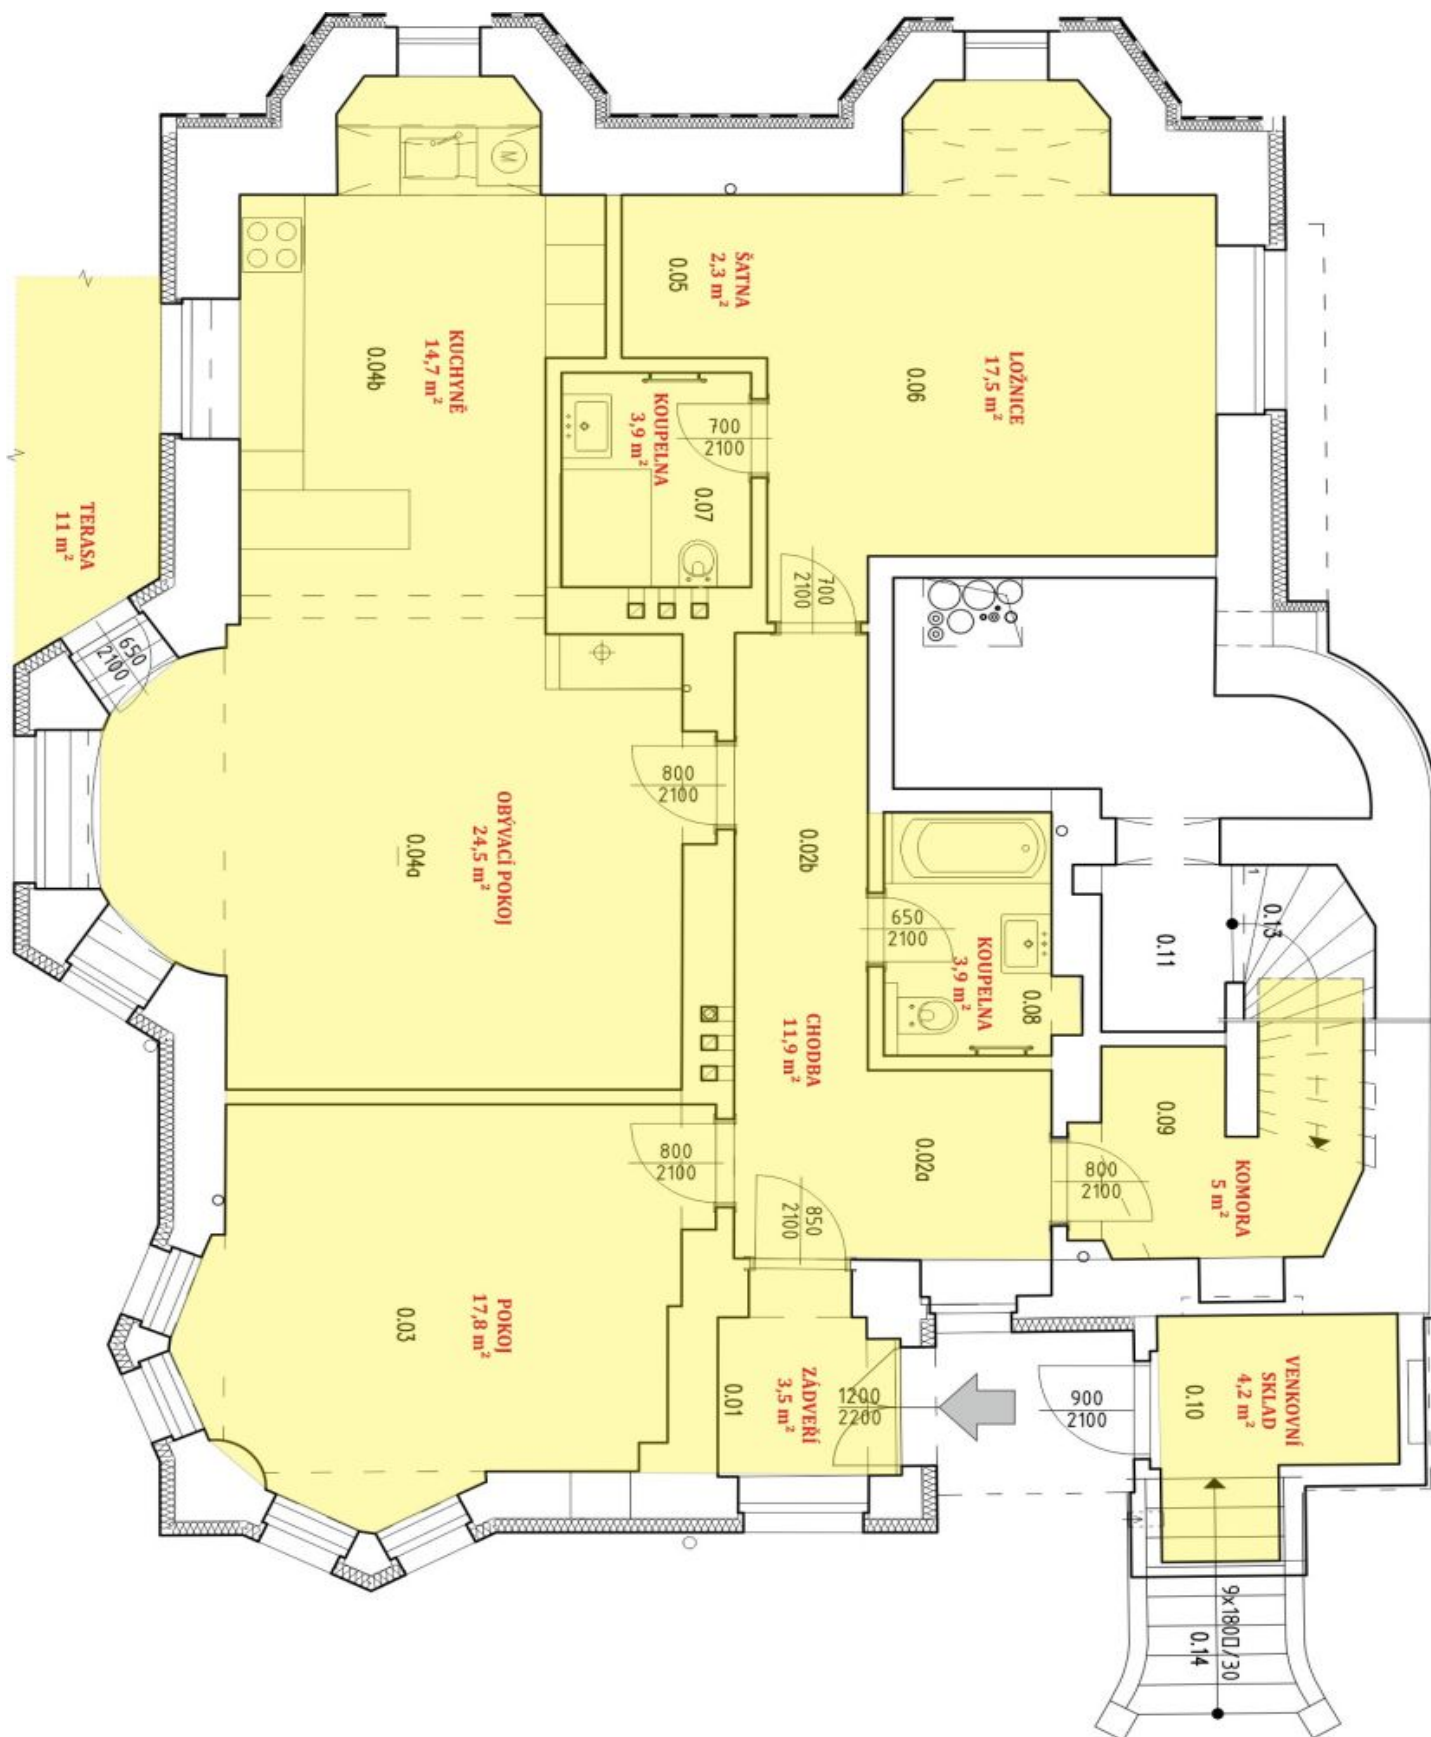 M
ŠATNA
2,3 m²
0.05
KUCHYNĚ
14,7 m²
0.04b
LOŽNICE
17,5 m²
0.06
KOUPELNA
3,9 m²
0.07
700
2100
TERASA
11 m²
700
2100
650
2100
800
2100
OBÝVACÍ POKOJ
24,5 m²
0.04a
0.02b
650
2100
KOUPELNA
3,9 m²
0.08
1
0.13
0.11
CHODBA
11,9 m²
0.09
KOMORA
5 m²
0.02a
800
2100
800
2100
850
2100
POKOJ
17,8 m²
0.03
ZÁDVEŘÍ
3,5 m²
0.01
1200
2200
900
2100
VENKOVNÍ
SKLAD
4,2 m²
0.10
9x180□/30
0.14